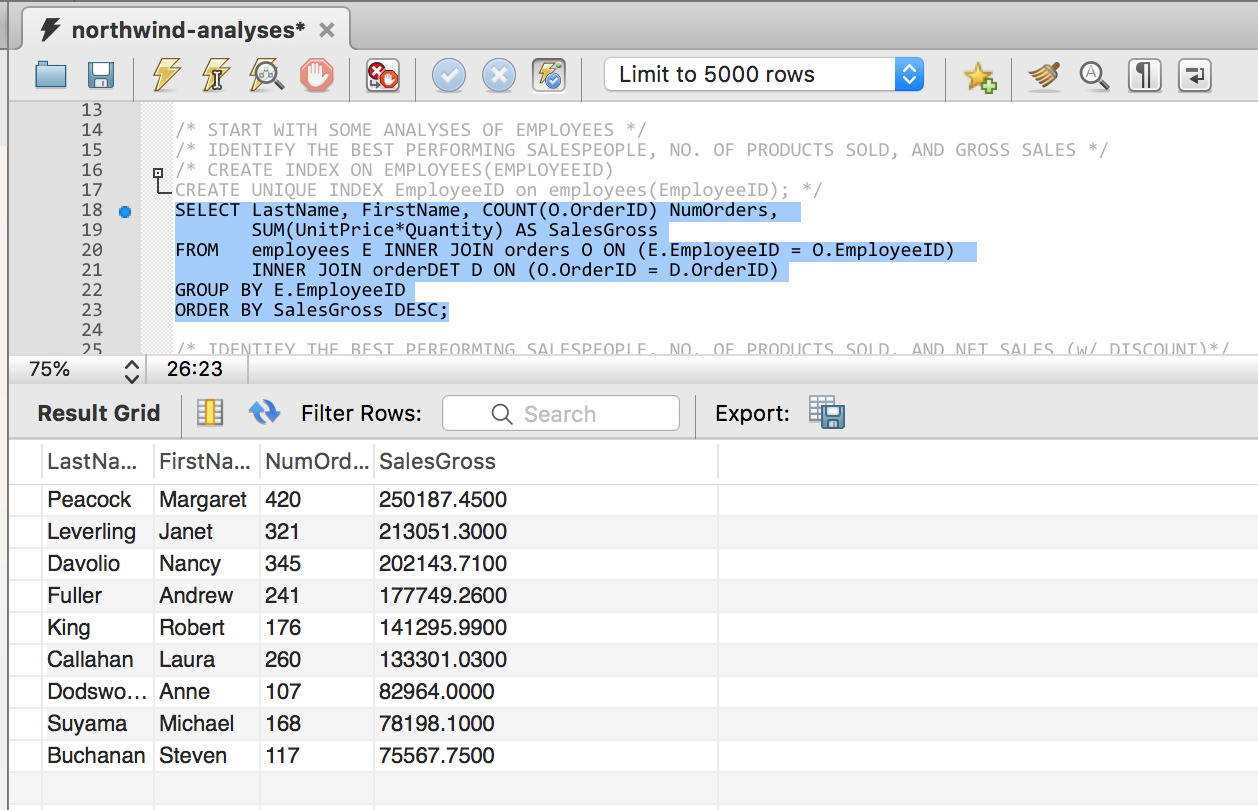 northwind-analyses*
Limit to 5000 rows
13
14 /* START WITH SOME ANALYSES OF EMPLOYEES */
15 /* IDENTIFY THE BEST PERFORMING SALESPEOPLE, NO. OF PRODUCTS SOLD, AND GROSS SALES */
16 /* CREATE INDEX ON EMPLOYEES(EMPLOYEEID)
17 CREATE UNIQUE INDEX EmployeeID on employees(EmployeeID); */
18 SELECT LastName, FirstName, COUNT(O.OrderID) NumOrders,
19 SUM(UnitPrice*Quantity) AS SalesGross
20 FROM employees E INNER JOIN orders O ON (E.EmployeeID = O.EmployeeID)
21 INNER JOIN orderDET D ON (O.OrderID = D.OrderID)
22 GROUP BY E.EmployeeID
23 ORDER BY SalesGross DESC;
24
25 /* IDENTIFY THE BEST PERFORMING SALESPEOPLE, NO. OF PRODUCTS SOLD, AND NET SALES (w/ DISCOUNT)*/
75% 26:23
Result Grid Filter Rows: Search Export:
LastNa... FirstNa... NumOrd... SalesGross
Peacock Margaret 420 250187.4500
Leverling Janet 321 213051.3000
Davolio Nancy 345 202143.7100
Fuller Andrew 241 177749.2600
King Robert 176 141295.9900
Callahan Laura 260 133301.0300
Dodswo... Anne 107 82964.0000
Suyama Michael 168 78198.1000
Buchanan Steven 117 75567.7500